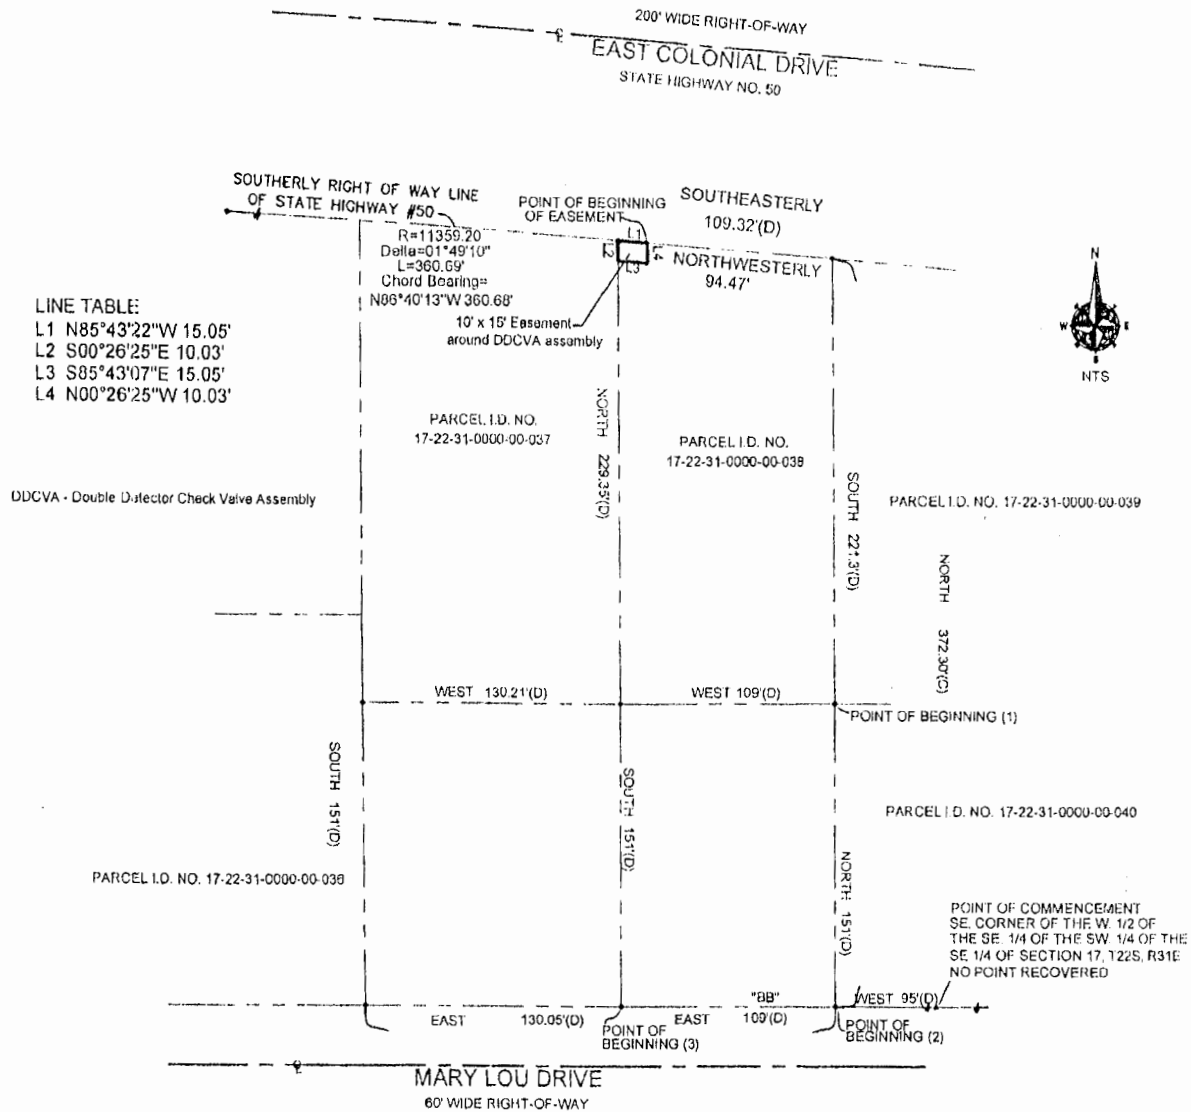 200' WIDE RIGHT-OF-WAY
EAST COLONIAL DRIVE
STATE HIGHWAY NO. 50
SOUTHERLY RIGHT OF WAY LINE
OF STATE HIGHWAY #50
POINT OF BEGINNING
OF EASEMENT
SOUTHEASTERLY
109.32'(D)
R=11359.20
Delta=01°49'10"
L=360.69'
Chord Bearing=
N86°40'13"W 360.68'
L1
L2
L3
L4
NORTHWESTERLY
94.47'
10' x 15' Easement
around DDCVA assembly
LINE TABLE:
L1 N85°43'22"W 15.05'
L2 S00°26'25"E 10.03'
L3 S85°43'07"E 15.05'
L4 N00°26'25"W 10.03'
N
W
E
S
NTS
PARCEL I.D. NO.
17-22-31-0000-00-037
NORTH 229.35'(D)
PARCEL I.D. NO.
17-22-31-0000-00-038
DDCVA - Double Detector Check Valve Assembly
SOUTH 221.3'(D)
PARCEL I.D. NO. 17-22-31-0000-00-039
NORTH 372.30'(C)
WEST 130.21'(D)
WEST 109'(D)
POINT OF BEGINNING (1)
SOUTH 151'(D)
SOUTH 151'(D)
PARCEL I.D. NO. 17-22-31-0000-00-040
PARCEL I.D. NO. 17-22-31-0000-00-036
NORTH 151'(D)
POINT OF COMMENCEMENT
SE. CORNER OF THE W. 1/2 OF
THE SE. 1/4 OF THE SW. 1/4 OF THE
SE 1/4 OF SECTION 17, T22S, R31E
NO POINT RECOVERED
"BB"
WEST 95'(D)
EAST 130.05'(D)
POINT OF
BEGINNING (3)
EAST 109'(D)
POINT OF
BEGINNING (2)
MARY LOU DRIVE
60' WIDE RIGHT-OF-WAY